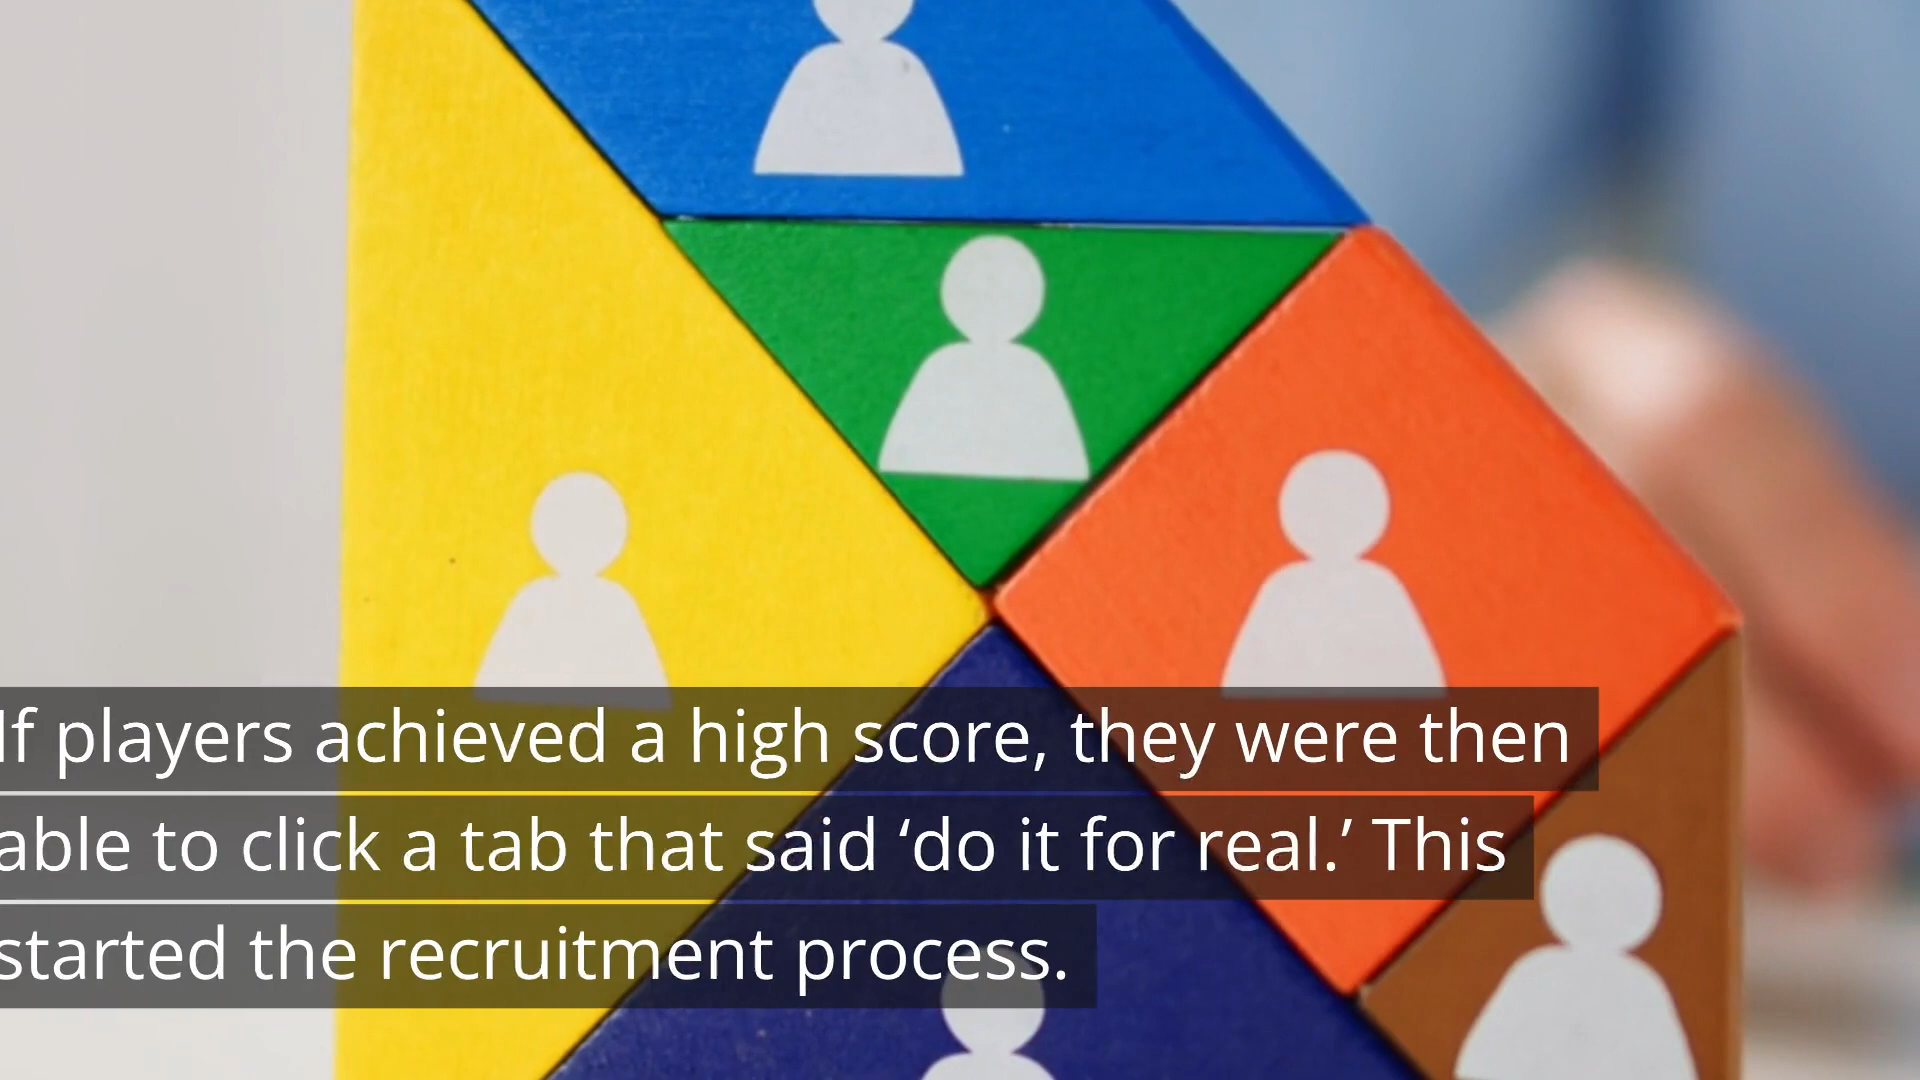 If players achieved a high score, they were then
able to click a tab that said ‘do it for real.’ This
started the recruitment process.